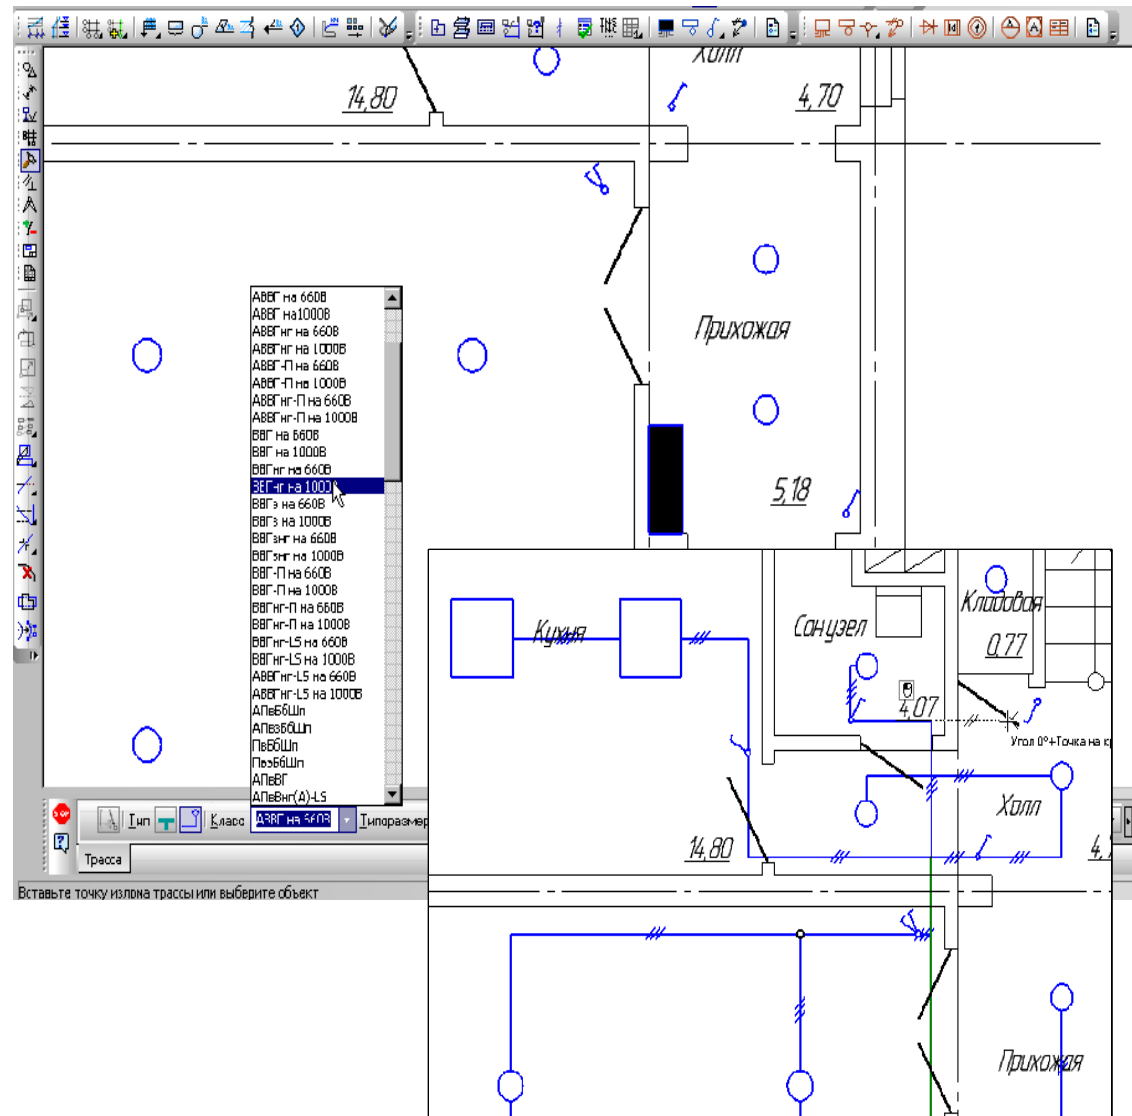 Холл
14,80
4,70
Прихожая
5,18
АВВГ на 660В
АВВГ на1000В
АВВГнг на 660В
АВВГнг на 1000В
АВВГ-П на 660В
АВВГ-П на 1000В
АВВГнг-П на 660В
АВВГнг-П на 1000В
ВВГ на 660В
ВВГ на 1000В
ВВГнг на 660В
ВВГнг на 1000В
ВВГз на 660В
ВВГз на 1000В
ВВГзнг на 660В
ВВГзнг на 1000В
ВВГ-П на 660В
ВВГ-П на 1000В
ВВГнг-П на 660В
ВВГнг-П на 1000В
ВВГнг-LS на 660В
ВВГнг-LS на 1000В
АВВГнг-LS на 660В
АВВГнг-LS на 1000В
АПвБбШп
АПвзБбШп
ПвБбШп
ПвзБбШп
АПвВГ
АПвВнг(А)-LS
Тип
Класс
АВВГ на 660В
Типоразмер
Трасса
Вставьте точку излома трассы или выберите объект
Кухня
Санузел
Кладовая
0,77
4,07
Угол 0°+Точка на к
Холл
14,80
Прихожая